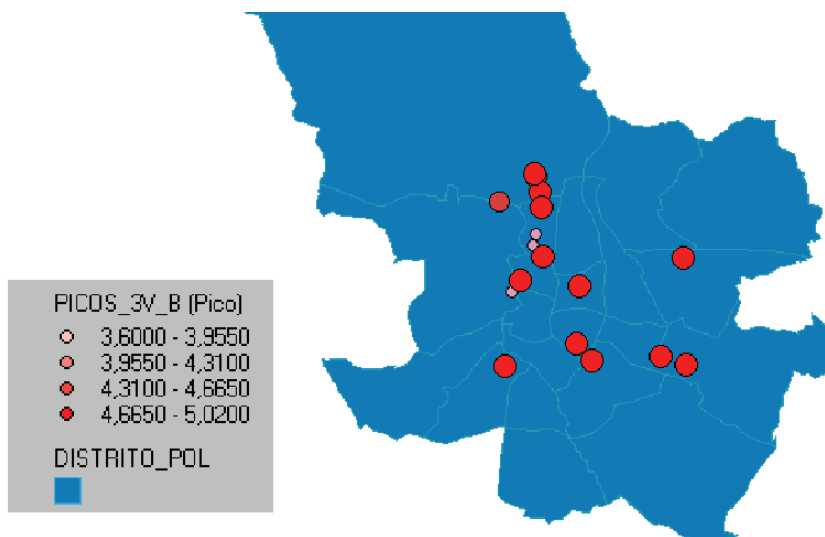 PICOS_3V_B (Pico)
3,6000 - 3,9550
3,9550 - 4,3100
4,3100 - 4,6650
4,6650 - 5,0200
DISTRITO_POL